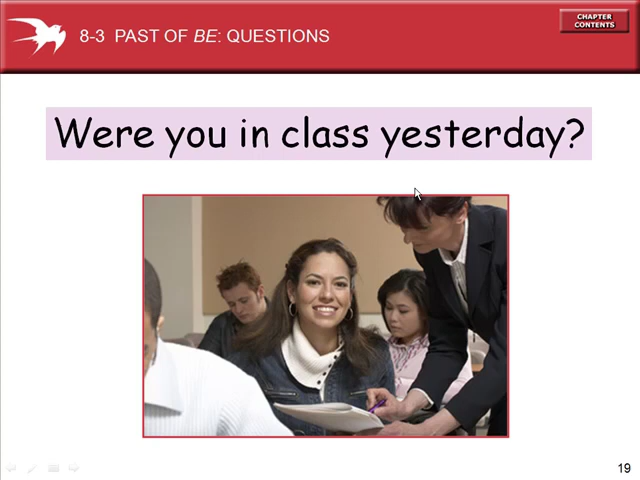 8-3 PAST OF BE: QUESTIONS
CHAPTER
CONTENTS
Were you in class yesterday?
19